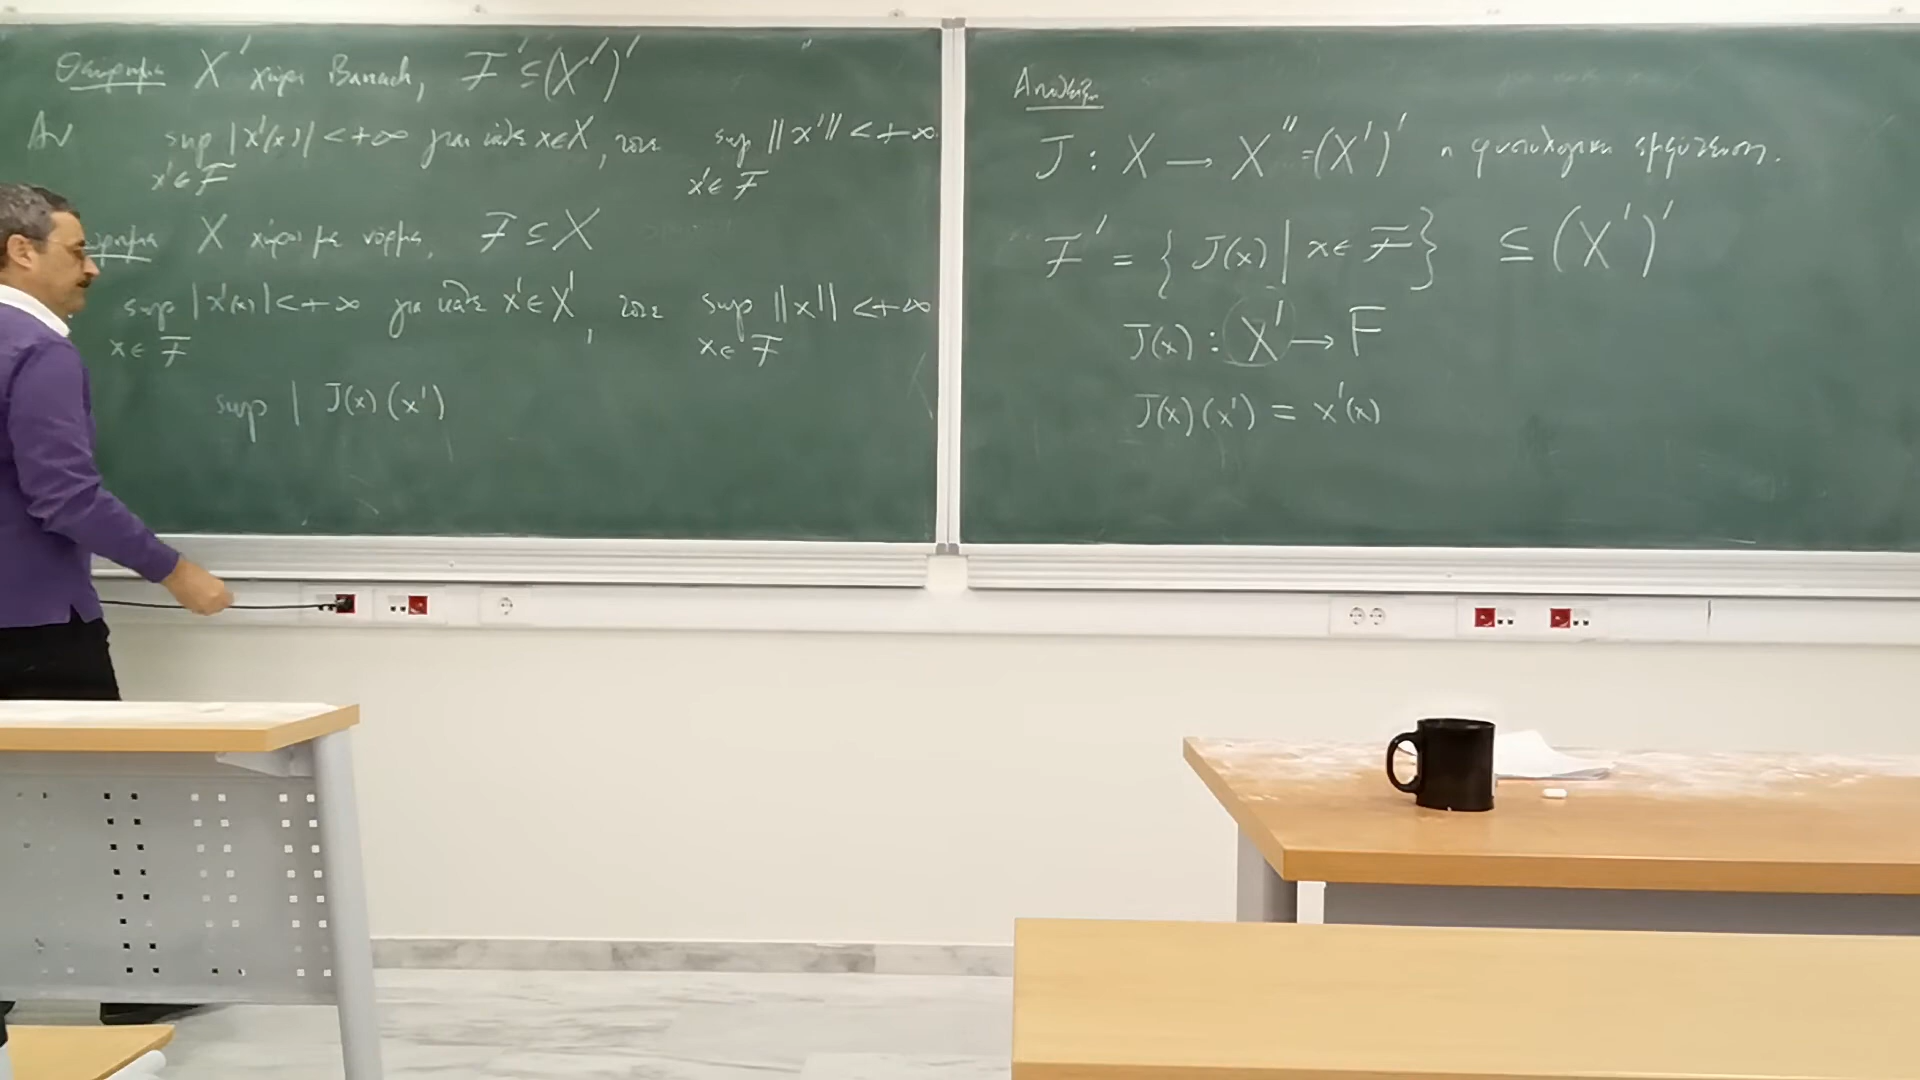 Θεώρημα X' χώρος Banach, F' ⊆ (X')'
Αν sup |x'(x)| < +∞ για κάθε x∈X, τότε sup ||x'|| < +∞
x'∈F x'∈F
X χώρος με νόρμα, F ⊆ X
sup |x'(x)| < +∞ για κάθε x'∈X', τότε sup ||x|| < +∞
x∈F x∈F
sup | J(x)(x')
Απόδειξη
J : X → X'' = (X')' η φυσιολογική εμφύτευση.
F' = { J(x) | x∈F } ⊆ (X')'
J(x) : X' → F
J(x)(x') = x'(x)